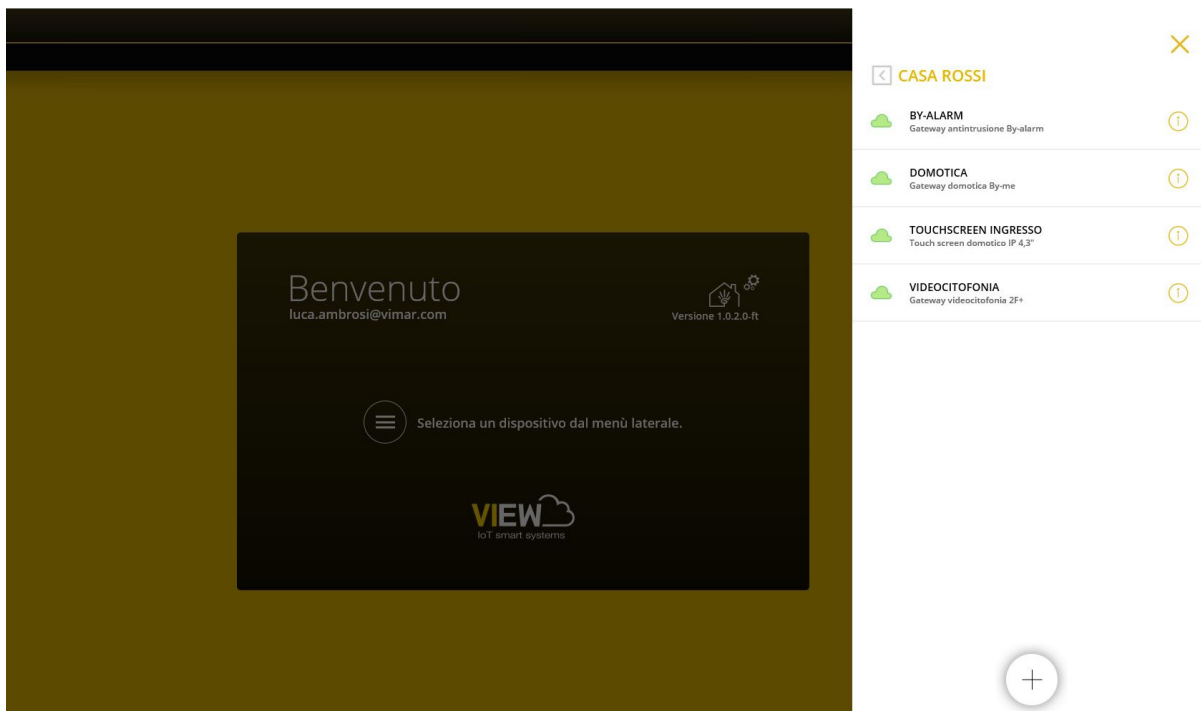 Benvenuto
luca.ambrosi@vimar.com
Versione 1.0.2.0-ft
Seleziona un dispositivo dal menù laterale.
VIEW
IoT smart systems
CASA ROSSI
BY-ALARM
Gateway antintrusione By-alarm
DOMOTICA
Gateway domotica By-me
TOUCHSCREEN INGRESSO
Touch screen domotico IP 4,3"
VIDEOCITOFONIA
Gateway videocitofonia 2F+